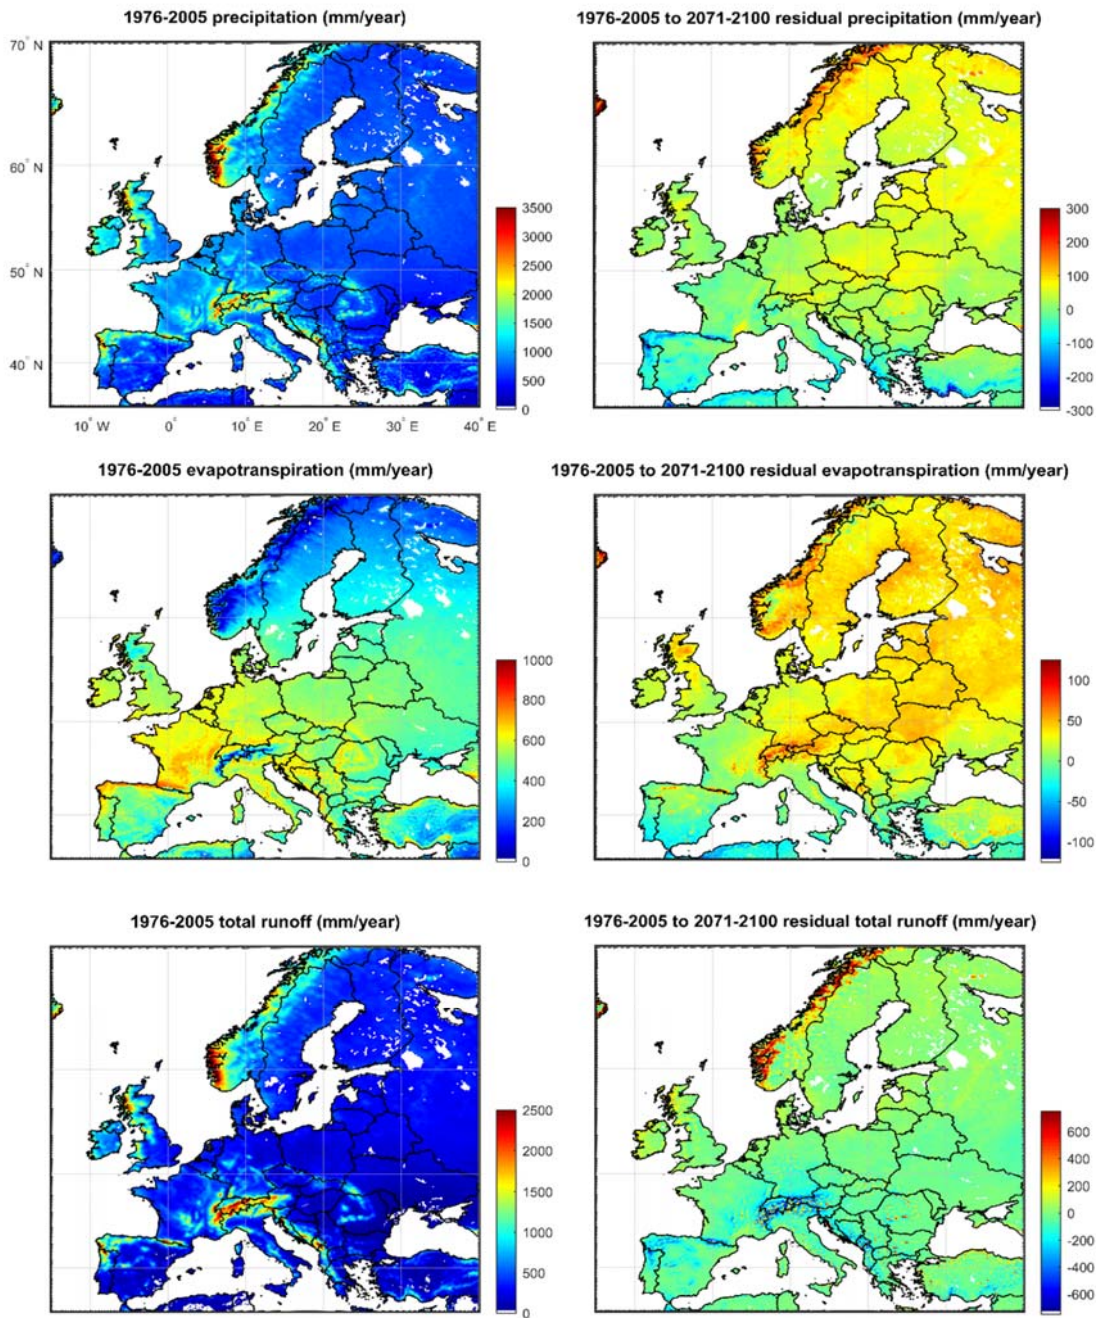 1976-2005 precipitation (mm/year)
1976-2005 to 2071-2100 residual precipitation (mm/year)
70° N
60° N
50° N
40° N
10° W
0°
10° E
20° E
30° E
40° E
3500
3000
2500
2000
1500
1000
500
0
300
200
100
0
-100
-200
-300
1976-2005 evapotranspiration (mm/year)
1976-2005 to 2071-2100 residual evapotranspiration (mm/year)
1000
800
600
400
200
0
100
50
0
-50
-100
1976-2005 total runoff (mm/year)
1976-2005 to 2071-2100 residual total runoff (mm/year)
2500
2000
1500
1000
500
0
600
400
200
0
-200
-400
-600